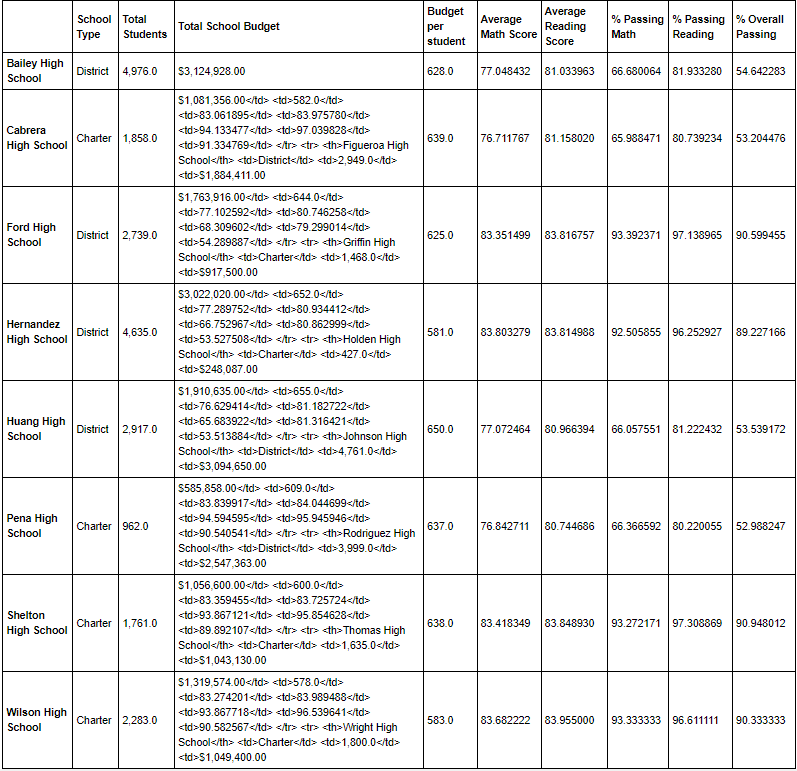 School Type Total Students Total School Budget Budget per student Average Math Score Average Reading Score % Passing Math % Passing Reading % Overall Passing
Bailey High School District 4,976.0 $3,124,928.00 628.0 77.048432 81.033963 66.680064 81.933280 54.642283
Cabrera High School Charter 1,858.0 $1,081,356.00</td> <td>582.0</td>
<td>83.061895</td> <td>83.975780</td>
<td>94.133477</td> <td>97.039828</td>
<td>91.334769</td> </tr> <tr> <th>Figueroa High
School</th> <td>District</td> <td>2,949.0</td>
<td>$1,884,411.00 639.0 76.711767 81.158020 65.988471 80.739234 53.204476
Ford High School District 2,739.0 $1,763,916.00</td> <td>644.0</td>
<td>77.102592</td> <td>80.746258</td>
<td>68.309602</td> <td>79.299014</td>
<td>54.289887</td> </tr> <tr> <th>Griffin High
School</th> <td>Charter</td> <td>1,468.0</td>
<td>$917,500.00 625.0 83.351499 83.816757 93.392371 97.138965 90.599455
Hernandez High School District 4,635.0 $3,022,020.00</td> <td>652.0</td>
<td>77.289752</td> <td>80.934412</td>
<td>66.752967</td> <td>80.862999</td>
<td>53.527508</td> </tr> <tr> <th>Holden High
School</th> <td>Charter</td> <td>427.0</td>
<td>$248,087.00 581.0 83.803279 83.814988 92.505855 96.252927 89.227166
Huang High School District 2,917.0 $1,910,635.00</td> <td>655.0</td>
<td>76.629414</td> <td>81.182722</td>
<td>65.683922</td> <td>81.316421</td>
<td>53.513884</td> </tr> <tr> <th>Johnson High
School</th> <td>District</td> <td>4,761.0</td>
<td>$3,094,650.00 650.0 77.072464 80.966394 66.057551 81.222432 53.539172
Pena High School Charter 962.0 $585,858.00</td> <td>609.0</td>
<td>83.839917</td> <td>84.044699</td>
<td>94.594595</td> <td>95.945946</td>
<td>90.540541</td> </tr> <tr> <th>Rodriguez High
School</th> <td>District</td> <td>3,999.0</td>
<td>$2,547,363.00 637.0 76.842711 80.744686 66.366592 80.220055 52.988247
Shelton High School Charter 1,761.0 $1,056,600.00</td> <td>600.0</td>
<td>83.359455</td> <td>83.725724</td>
<td>93.867121</td> <td>95.854628</td>
<td>89.892107</td> </tr> <tr> <th>Thomas High
School</th> <td>Charter</td> <td>1,635.0</td>
<td>$1,043,130.00 638.0 83.418349 83.848930 93.272171 97.308869 90.948012
Wilson High School Charter 2,283.0 $1,319,574.00</td> <td>578.0</td>
<td>83.274201</td> <td>83.989488</td>
<td>93.867718</td> <td>96.539641</td>
<td>90.582567</td> </tr> <tr> <th>Wright High
School</th> <td>Charter</td> <td>1,800.0</td>
<td>$1,049,400.00 583.0 83.682222 83.955000 93.333333 96.611111 90.333333